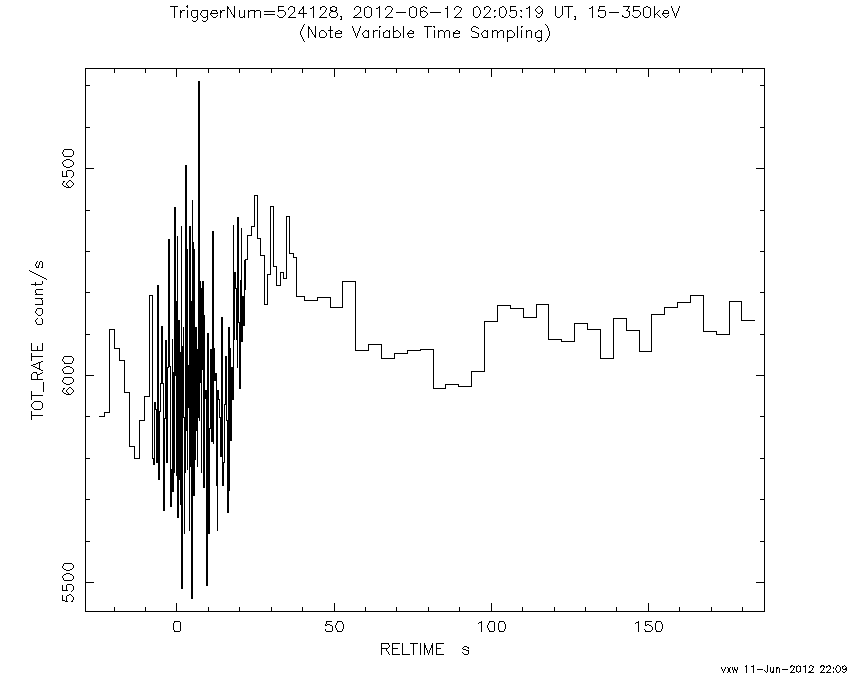 TriggerNum=524128, 2012-06-12 02:05:19 UT, 15-350keV
(Note Variable Time Sampling)
TOT_RATE count/s
6500
6000
5500
0 50 100 150
RELTIME s
vxw 11-Jun-2012 22:09